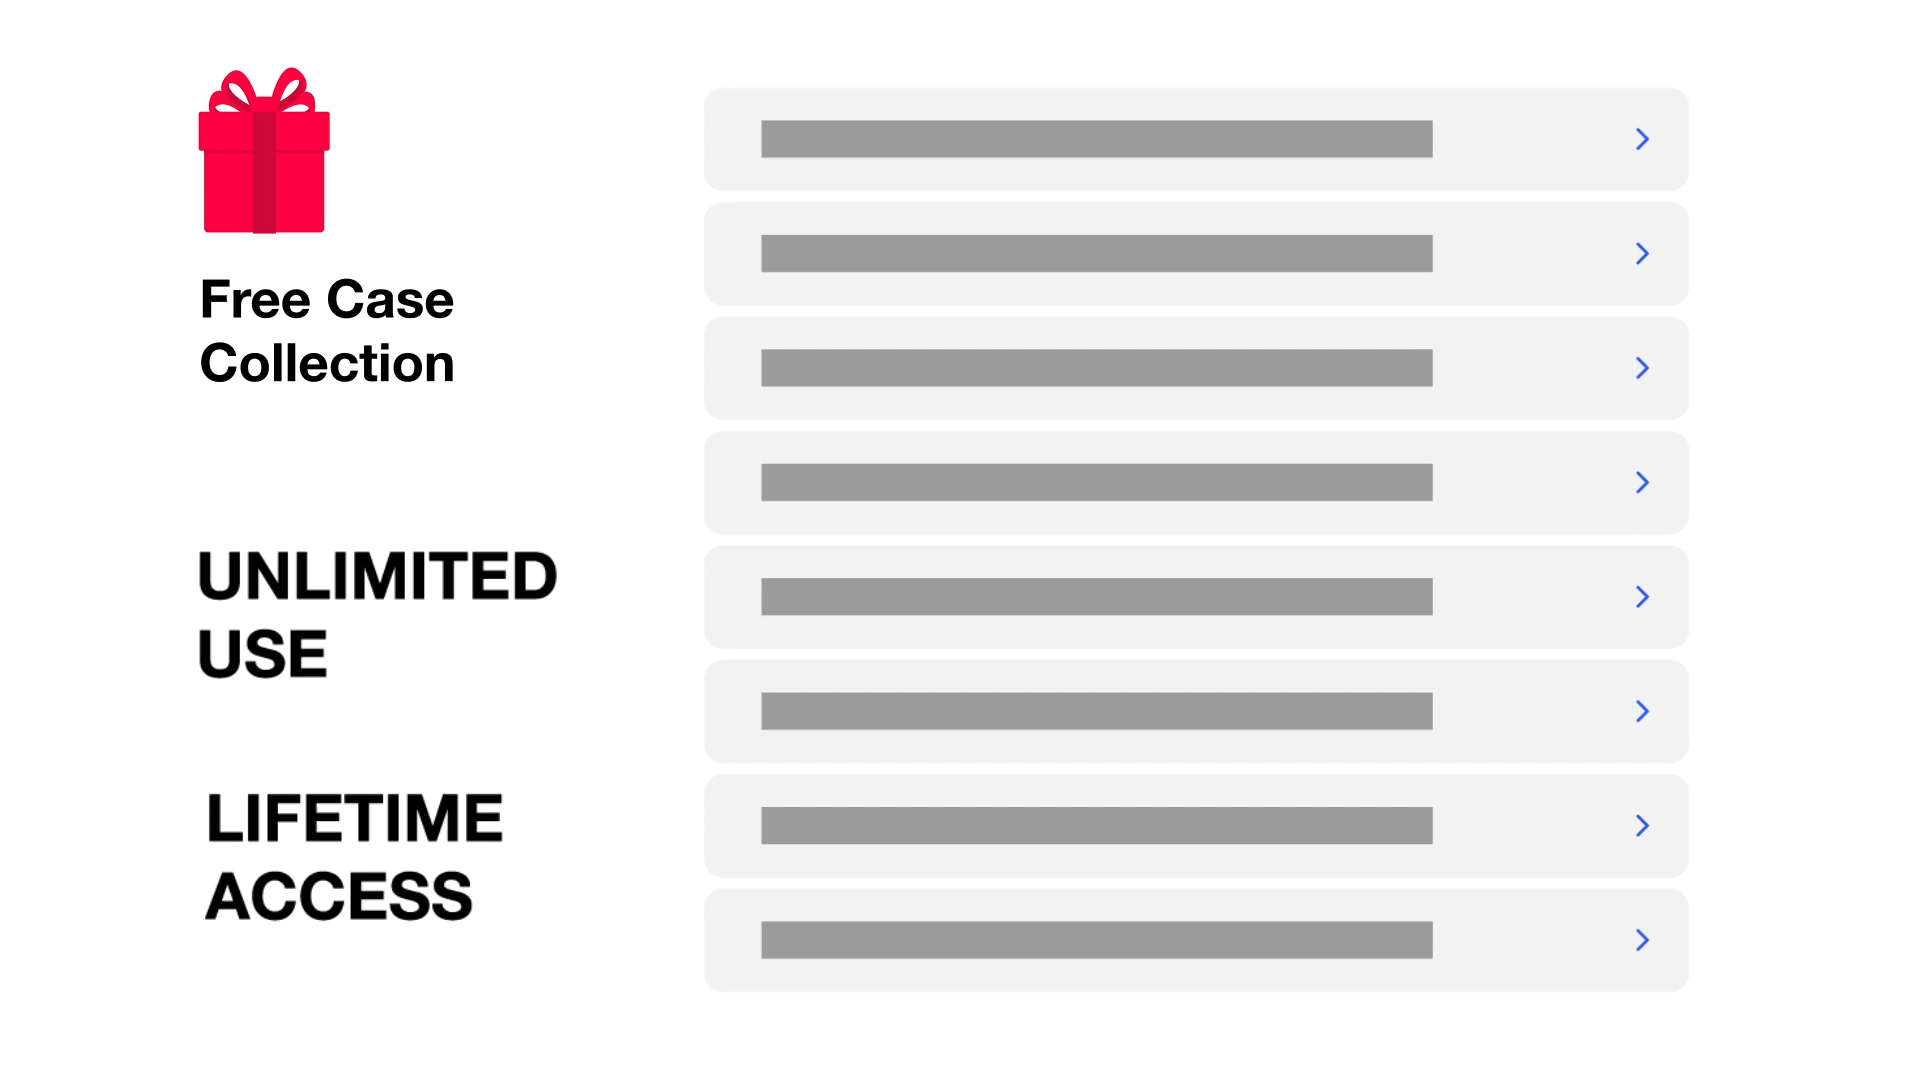 Free Case
Collection
UNLIMITED
USE
LIFETIME
ACCESS